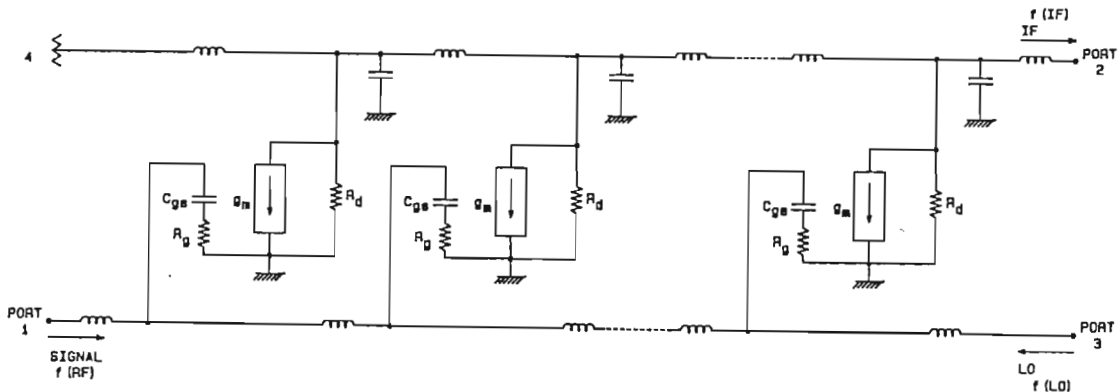 f (IF)
IF
PORT
2
4
Cgs
gm
Rd
Rg
Cgs
gm
Rd
Rg
Cgs
gm
Rd
Rg
PORT
1
SIGNAL
f (RF)
PORT
3
LO
f (LO)